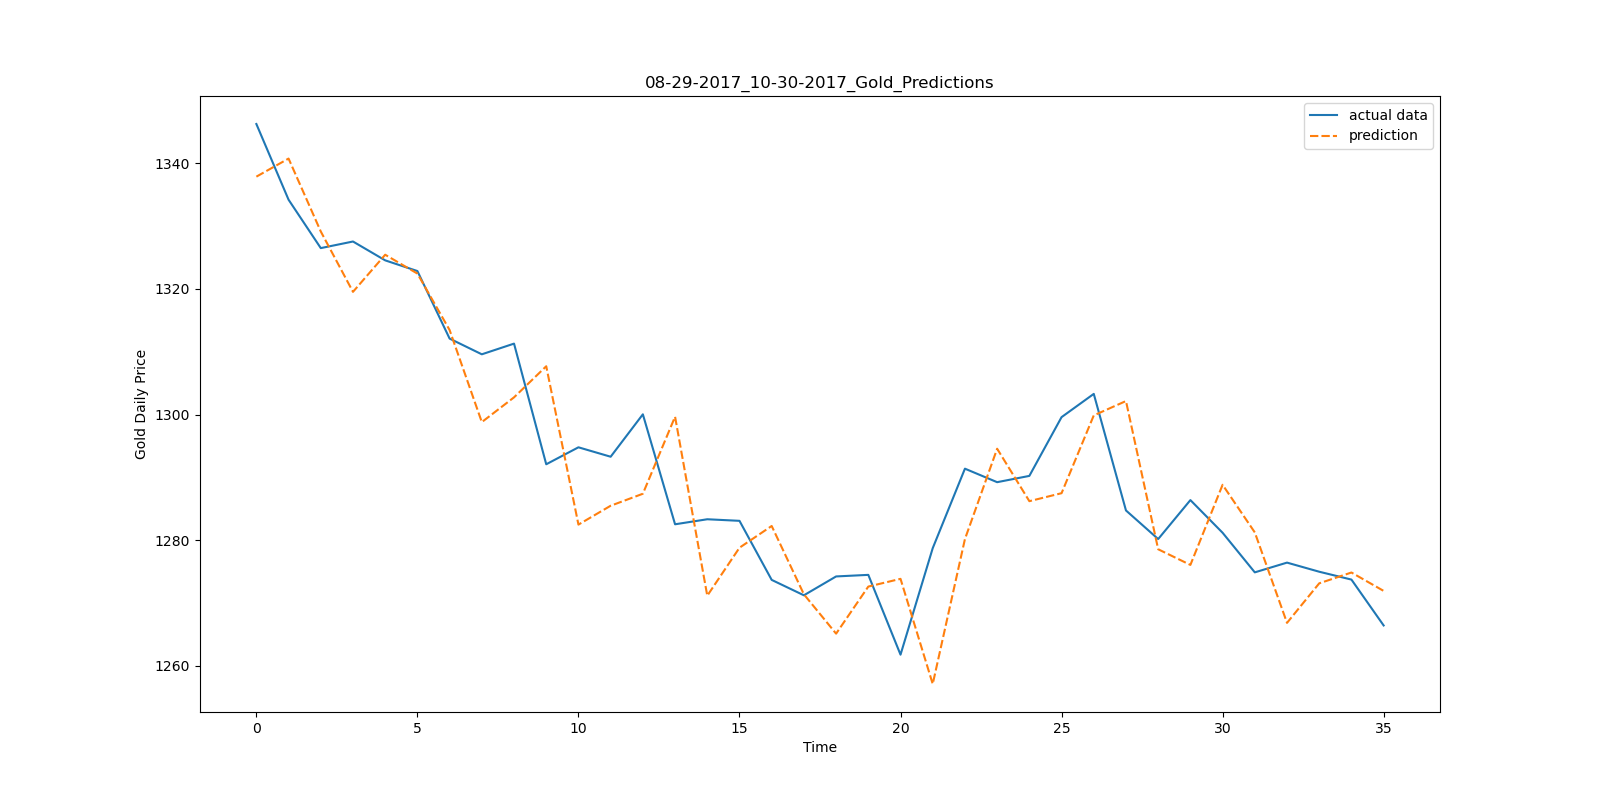 08-29-2017_10-30-2017_Gold_Predictions
actual data
prediction
Gold Daily Price
1340
1320
1300
1280
1260
0 5 10 15 20 25 30 35
Time